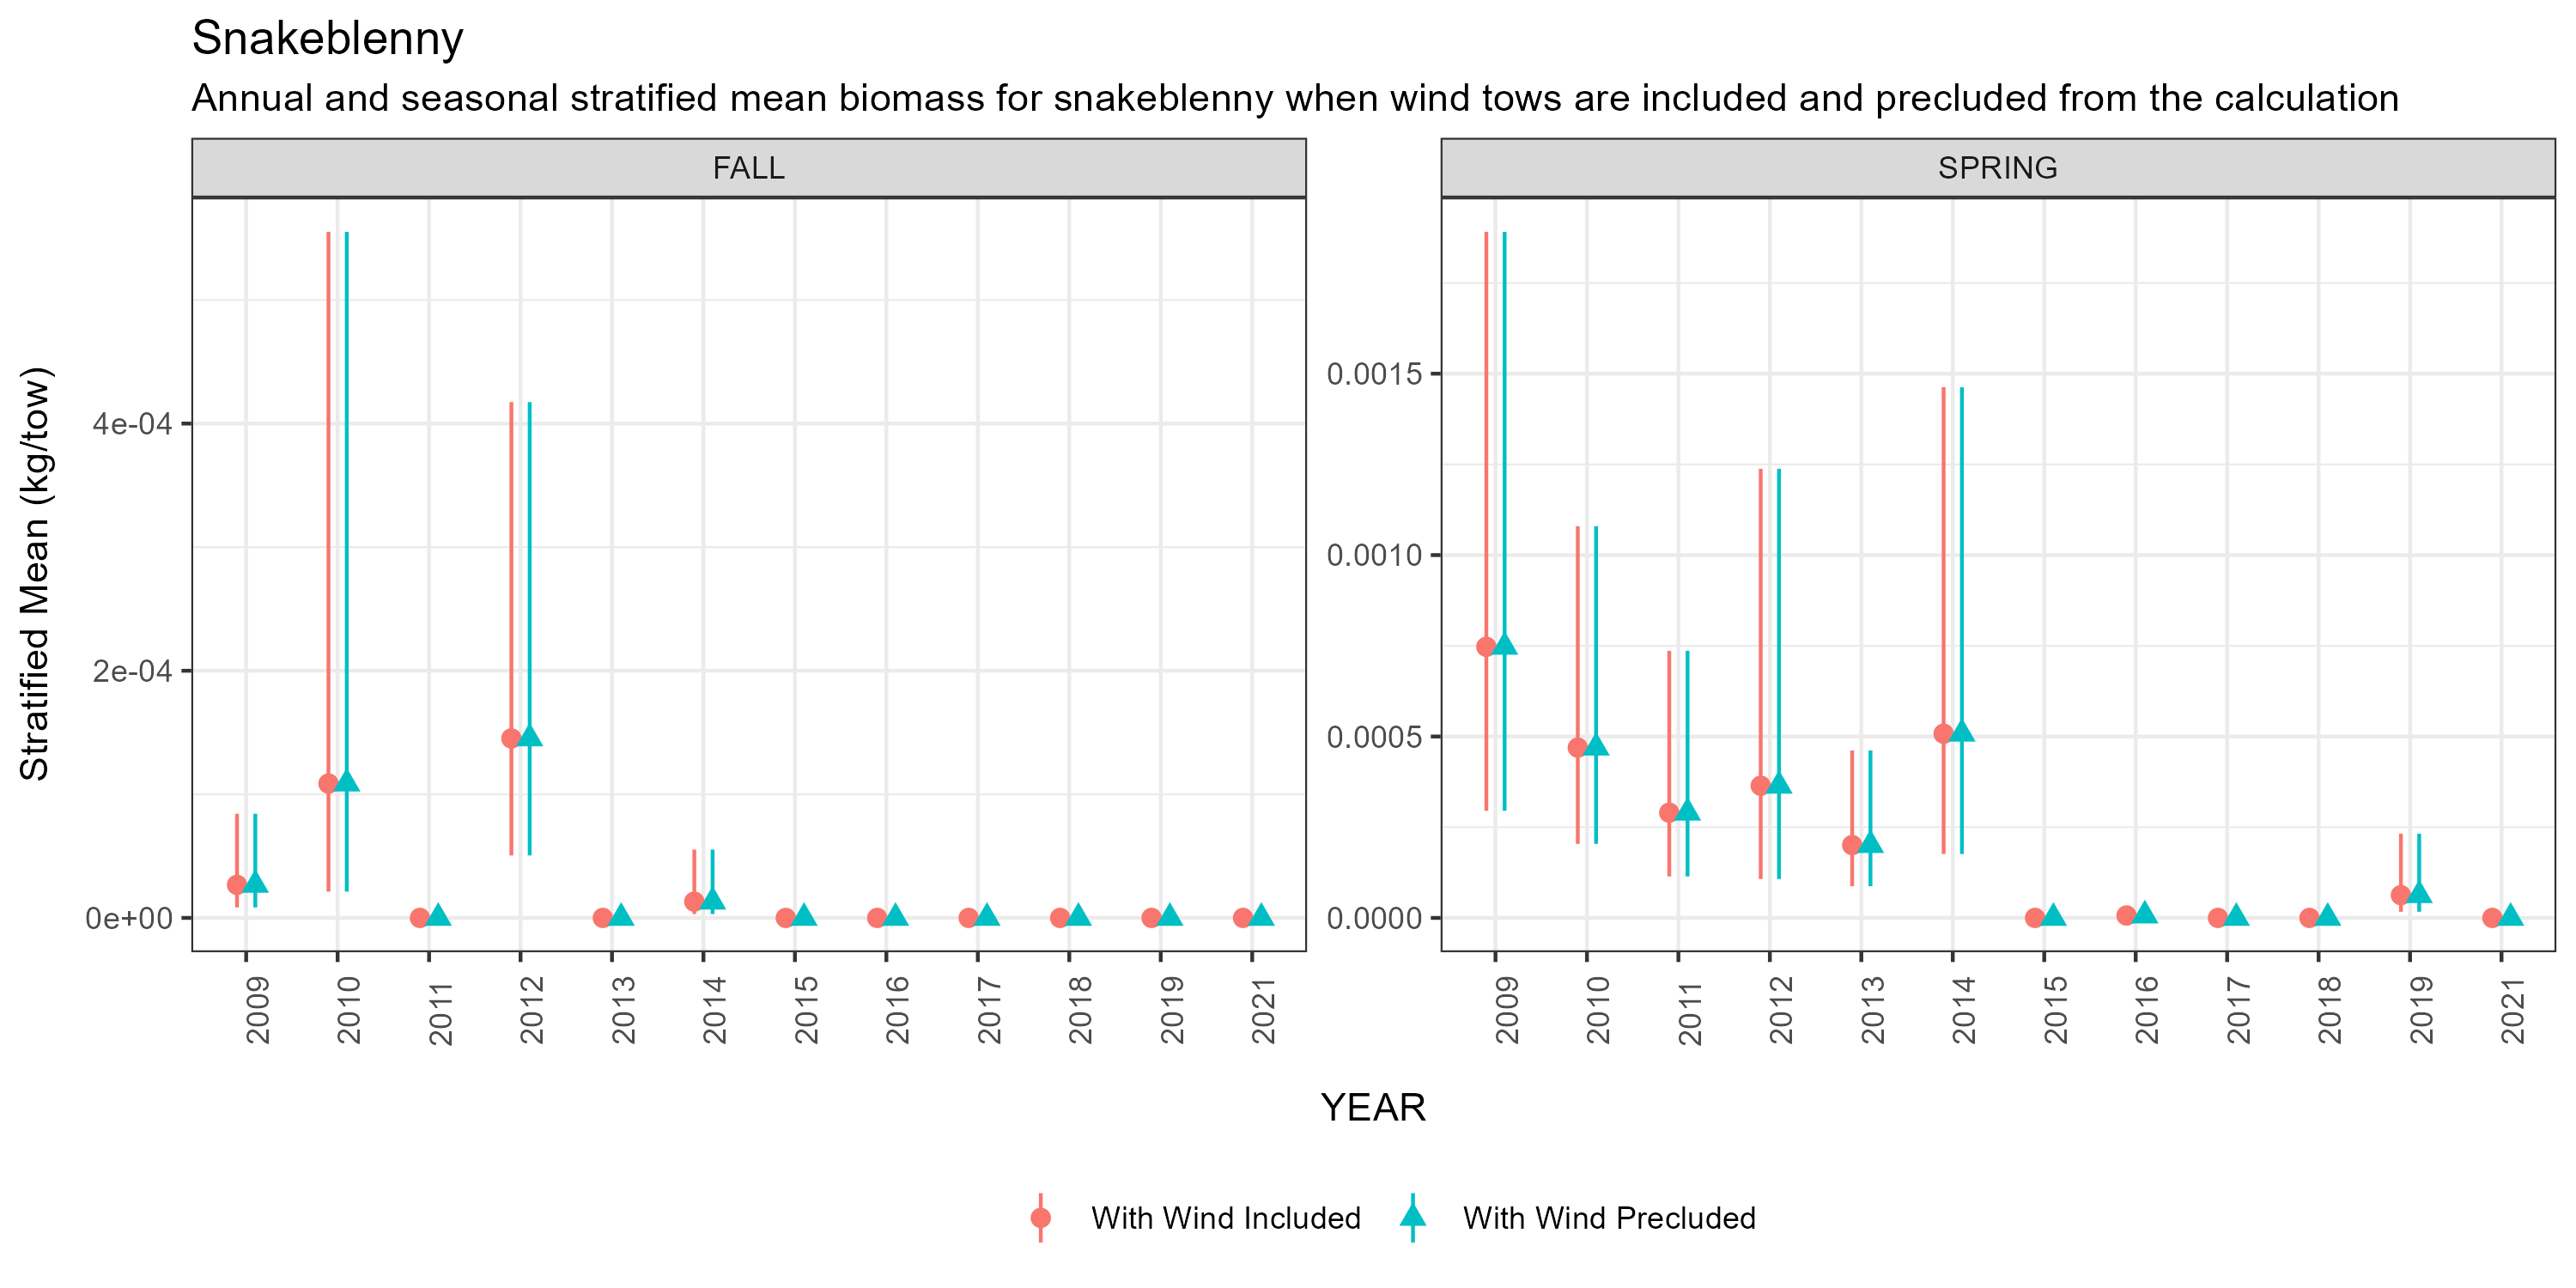 Snakeblenny
Annual and seasonal stratified mean biomass for snakeblenny when wind tows are included and precluded from the calculation
FALL
SPRING
Stratified Mean (kg/tow)
4e-04
2e-04
0e+00
0.0015
0.0010
0.0005
0.0000
2009 2010 2011 2012 2013 2014 2015 2016 2017 2018 2019 2021
2009 2010 2011 2012 2013 2014 2015 2016 2017 2018 2019 2021
YEAR
With Wind Included
With Wind Precluded